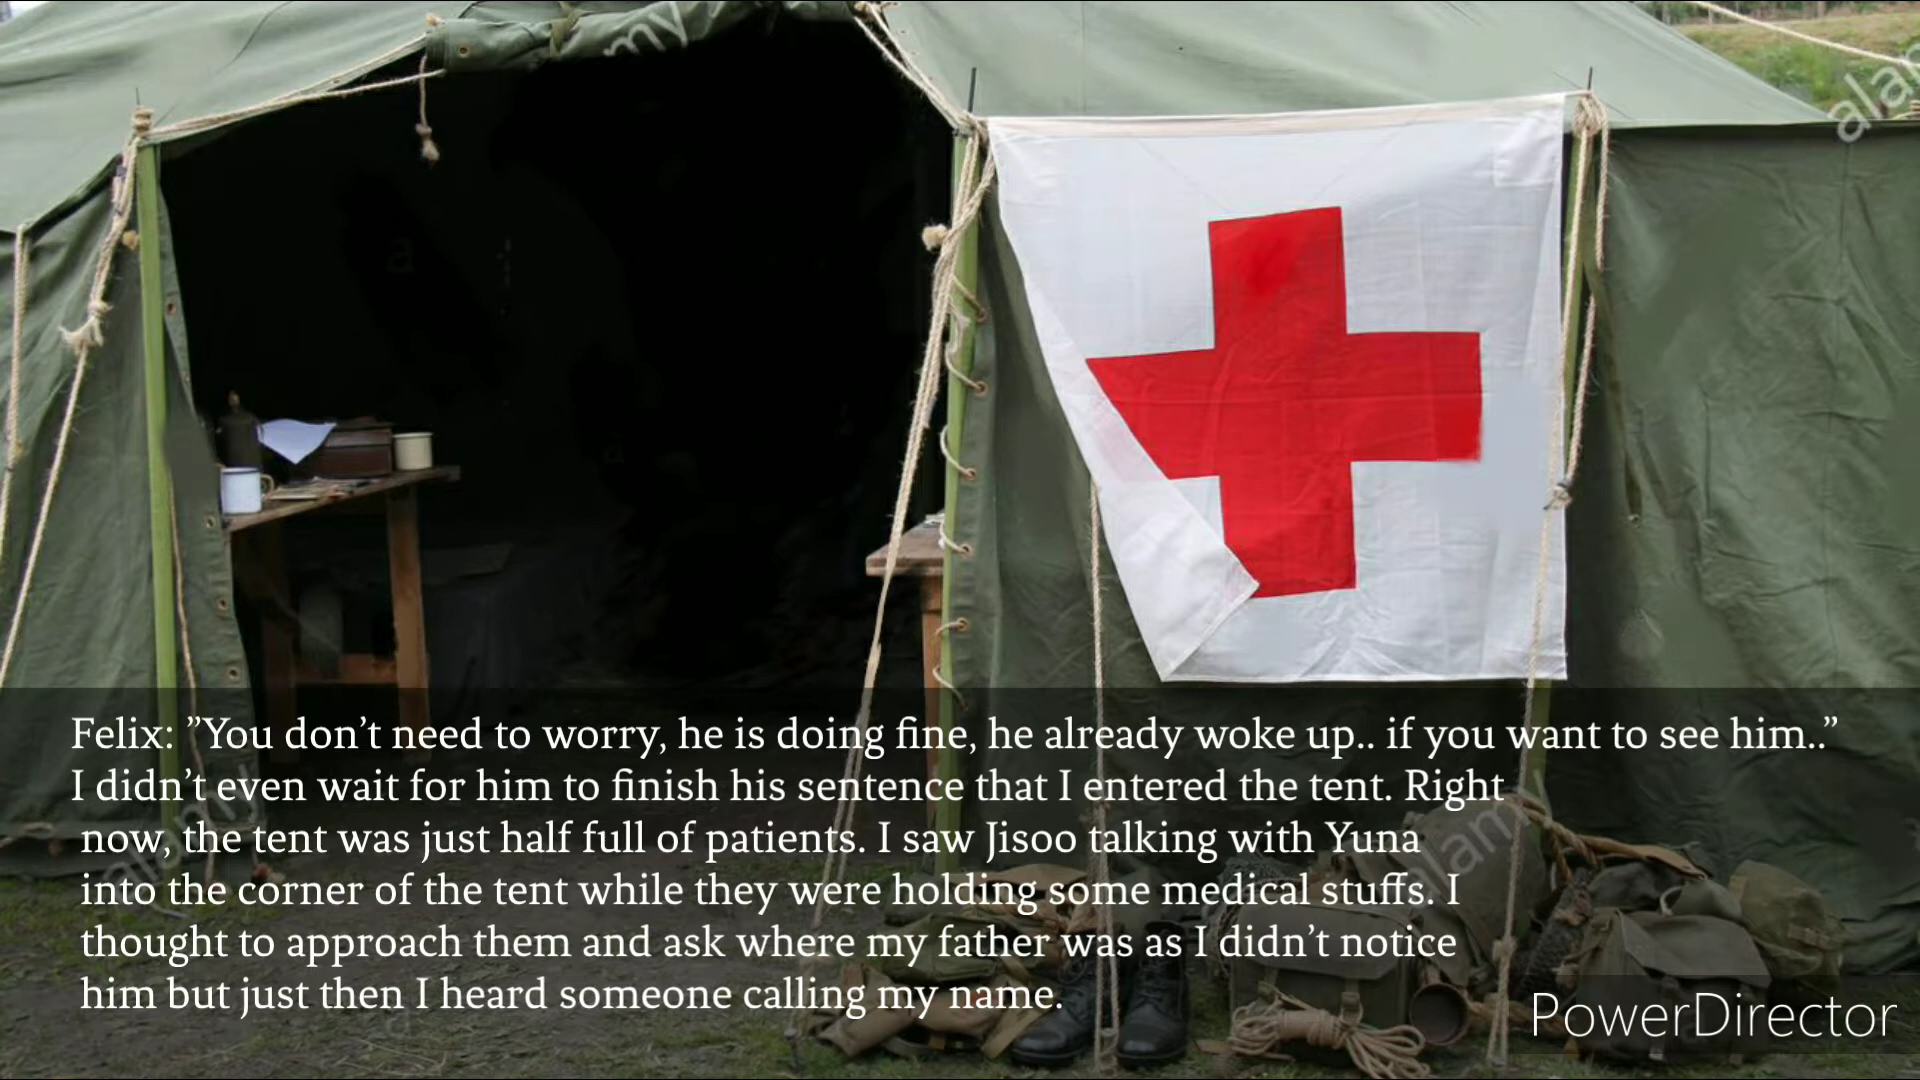 my
alam
a
a
Felix: ”You don’t need to worry, he is doing fine, he already woke up.. if you want to see him..”
I didn’t even wait for him to finish his sentence that I entered the tent. Right
now, the tent was just half full of patients. I saw Jisoo talking with Yuna
into the corner of the tent while they were holding some medical stuffs. I
thought to approach them and ask where my father was as I didn’t notice
him but just then I heard someone calling my name.
alamy
alam
PowerDirector